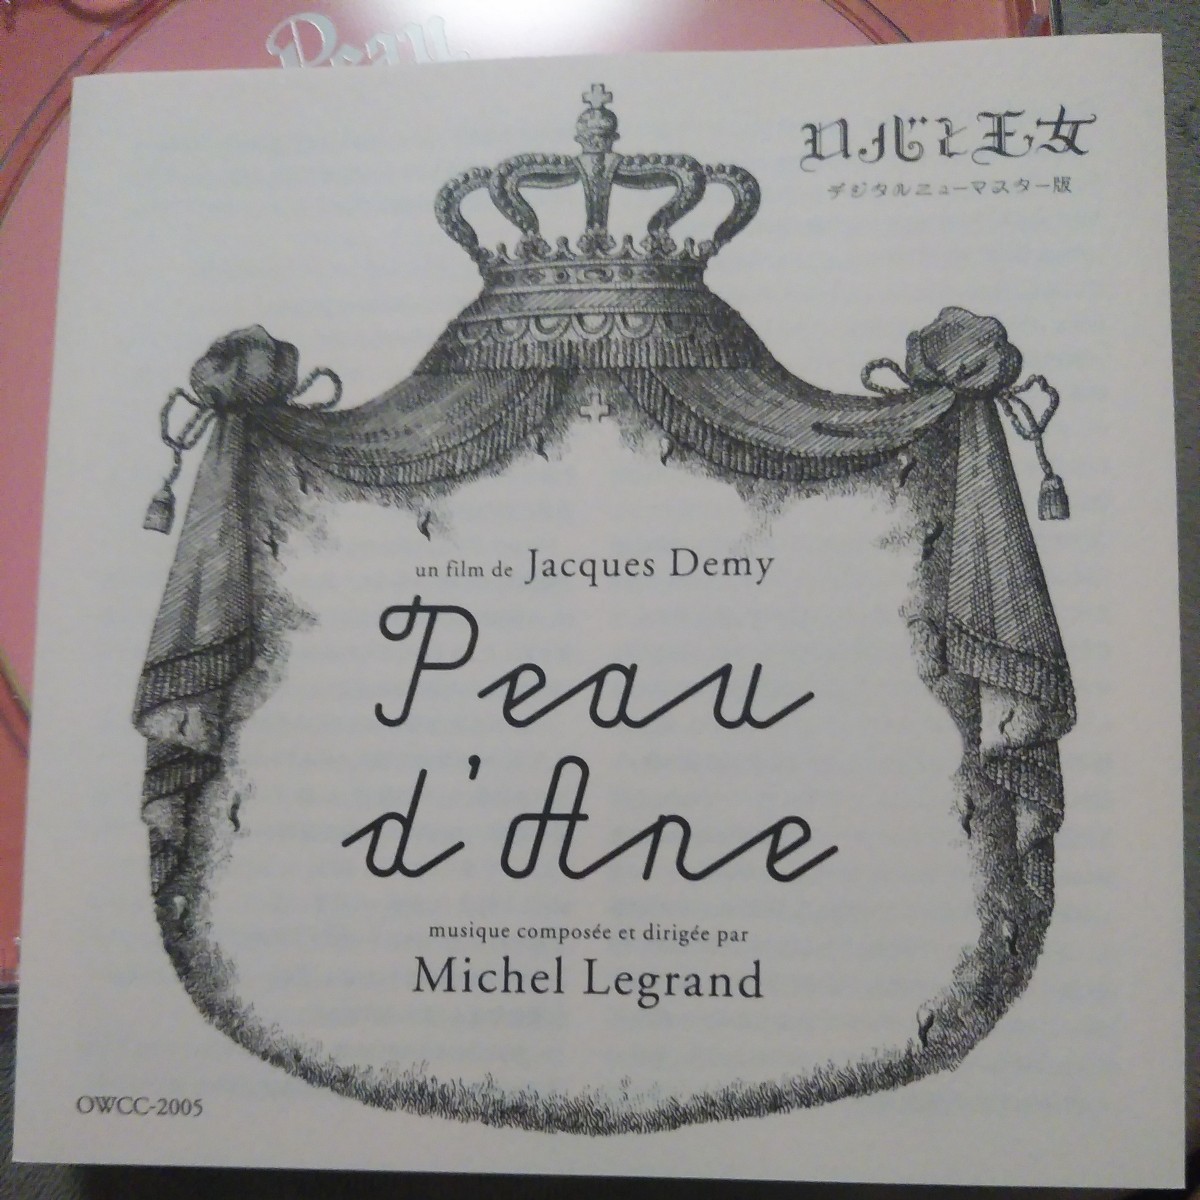 Peau
ロバと王女
デジタルニューマスター版
un film de Jacques Demy
Peau
d'Ane
musique composée et dirigée par
Michel Legrand
OWCC-2005